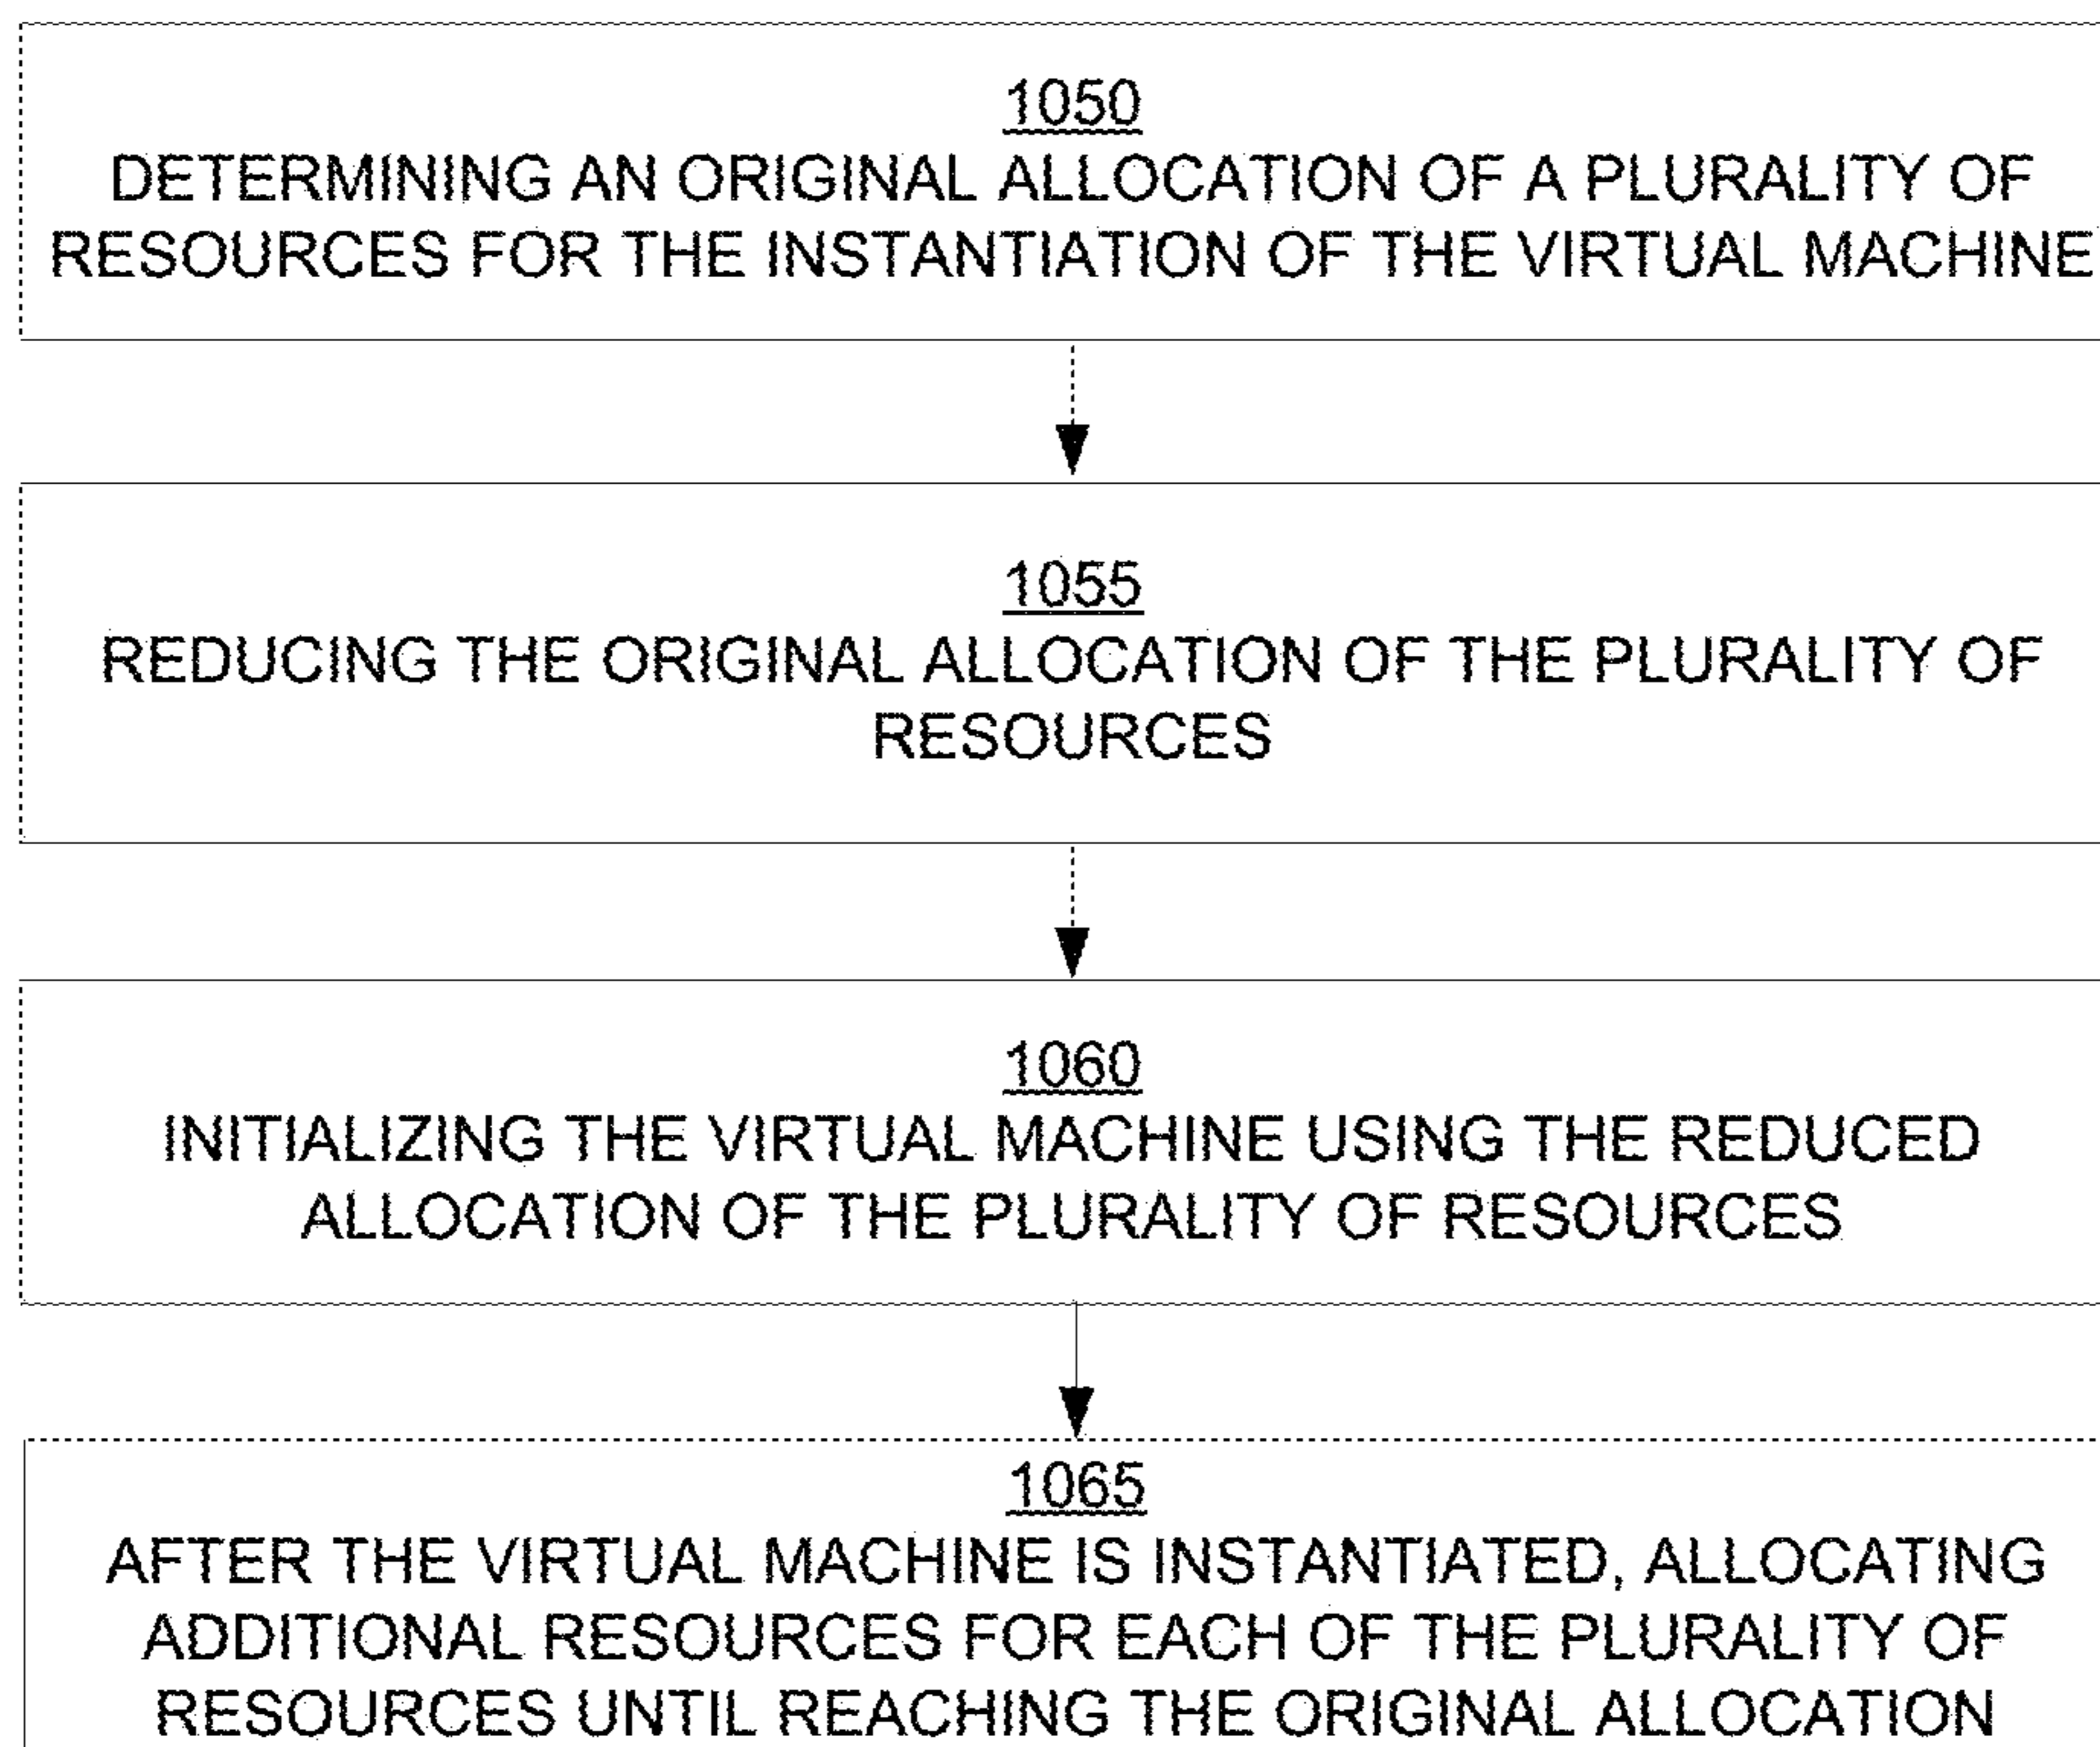 1050
DETERMINING AN ORIGINAL ALLOCATION OF A PLURALITY OF
RESOURCES FOR THE INSTANTIATION OF THE VIRTUAL MACHINE
1055
REDUCING THE ORIGINAL ALLOCATION OF THE PLURALITY OF
RESOURCES
1060
INITIALIZING THE VIRTUAL MACHINE USING THE REDUCED
ALLOCATION OF THE PLURALITY OF RESOURCES
1065
AFTER THE VIRTUAL MACHINE IS INSTANTIATED, ALLOCATING
ADDITIONAL RESOURCES FOR EACH OF THE PLURALITY OF
RESOURCES UNTIL REACHING THE ORIGINAL ALLOCATION